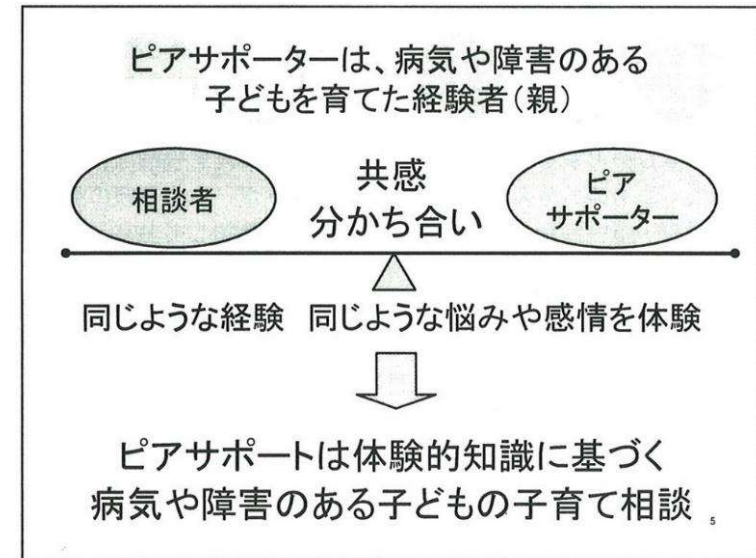 ピアサポーターは、病気や障害のある
子どもを育てた経験者(親)
相談者
共感
分かち合い
ピア
サポーター
同じような経験 同じような悩みや感情を体験
ピアサポートは体験的知識に基づく
病気や障害のある子どもの子育て相談
5